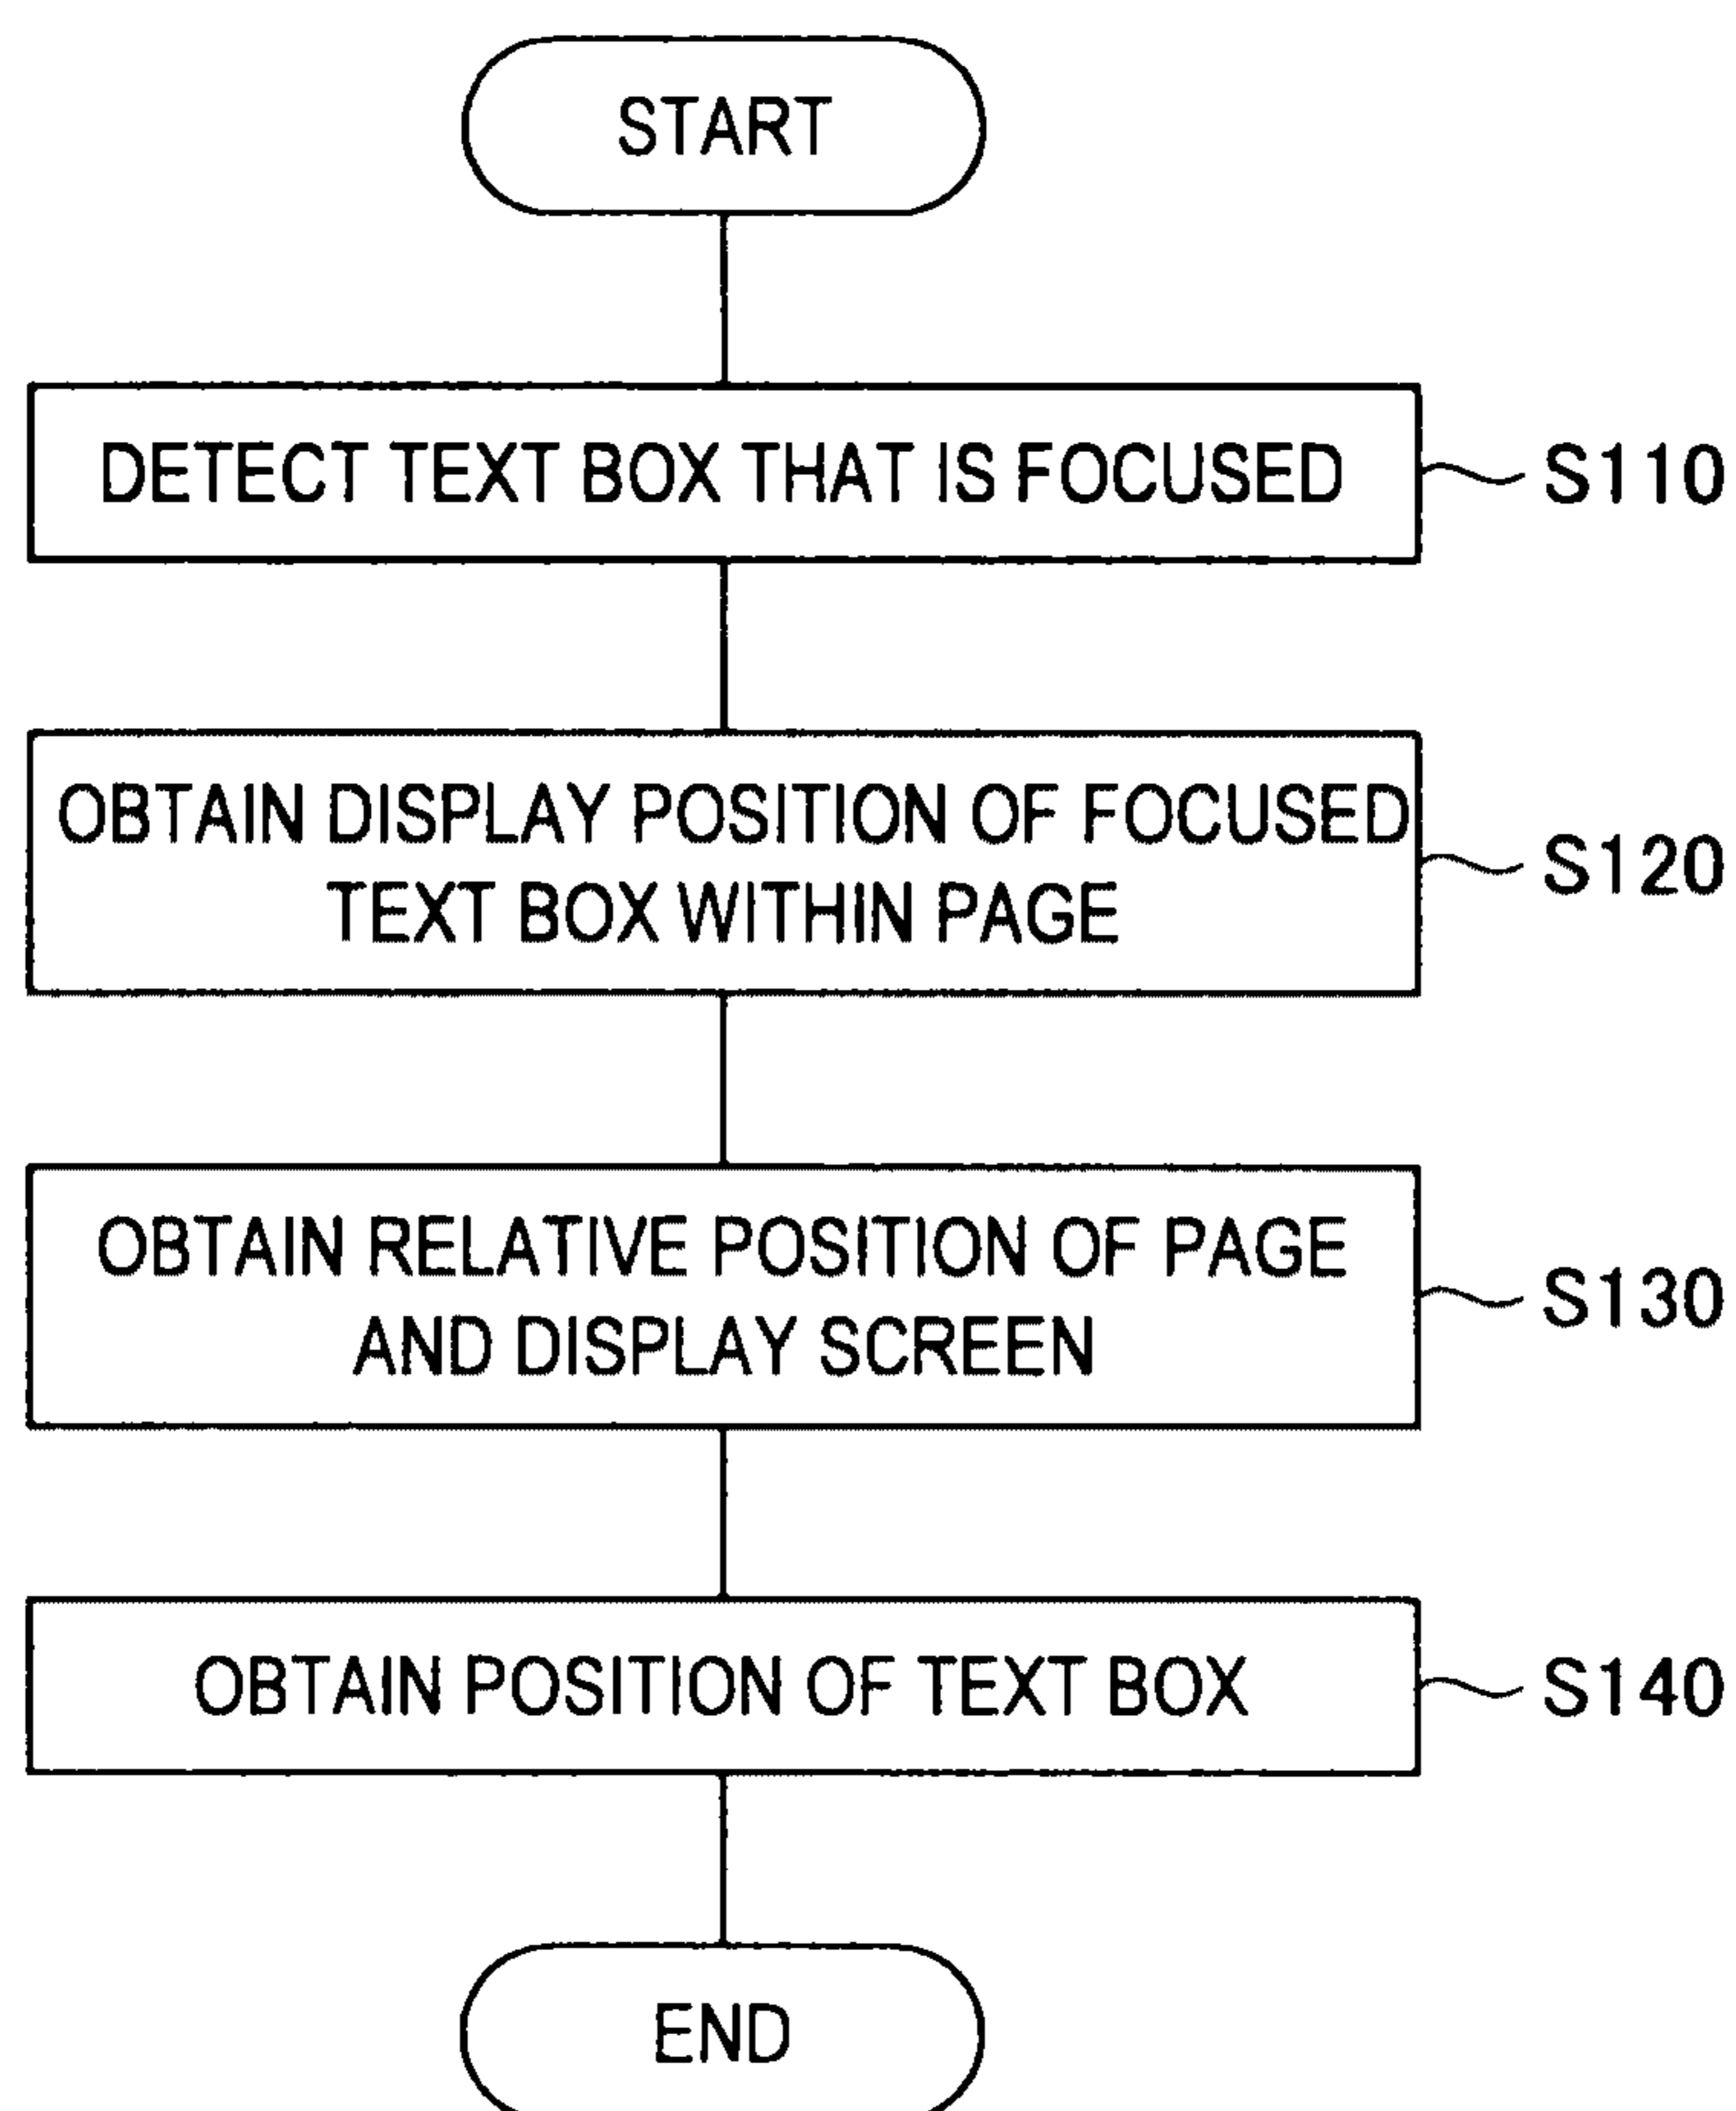 START
DETECT TEXT BOX THAT IS FOCUSED
S110
OBTAIN DISPLAY POSITION OF FOCUSED
TEXT BOX WITHIN PAGE
S120
OBTAIN RELATIVE POSITION OF PAGE
AND DISPLAY SCREEN
S130
OBTAIN POSITION OF TEXT BOX
S140
END